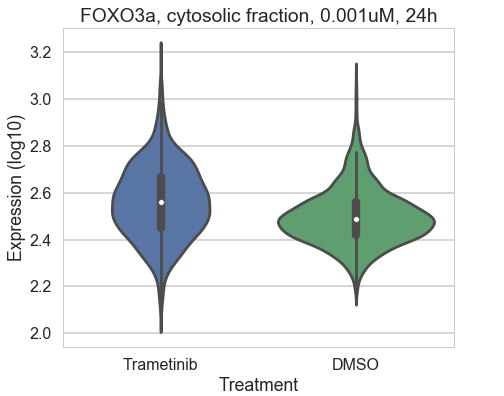 FOXO3a, cytosolic fraction, 0.001uM, 24h
Expression (log10)
3.2
3.0
2.8
2.6
2.4
2.2
2.0
Trametinib
DMSO
Treatment